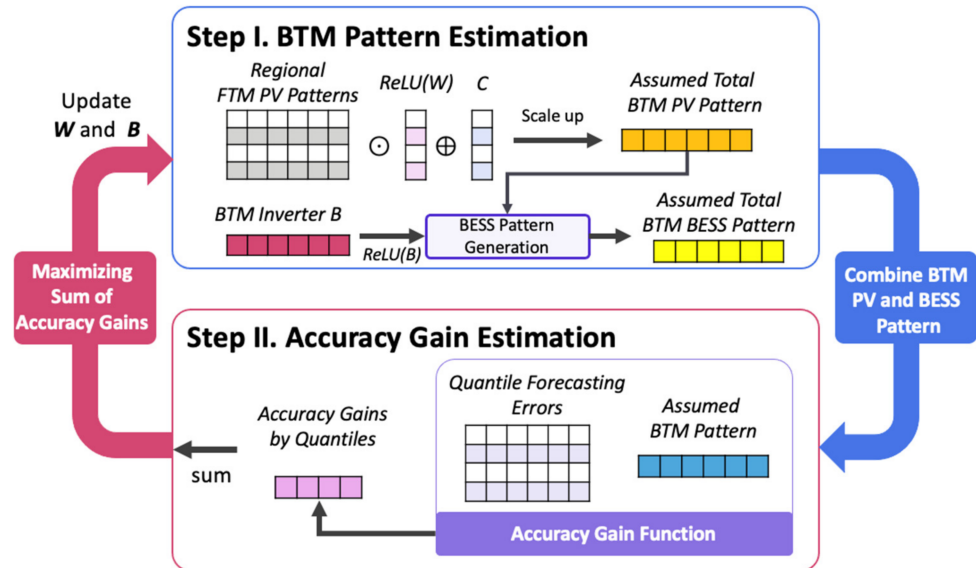 Step I. BTM Pattern Estimation
Regional
FTM PV Patterns
ReLU(W)
C
Scale up
Assumed Total
BTM PV Pattern
BTM Inverter B
ReLU(B)
BESS Pattern
Generation
Assumed Total
BTM BESS Pattern
Update
W and B
Maximizing
Sum of
Accuracy Gains
Combine BTM
PV and BESS
Pattern
Step II. Accuracy Gain Estimation
Quantile Forecasting
Errors
Assumed
BTM Pattern
Accuracy Gains
by Quantiles
sum
Accuracy Gain Function